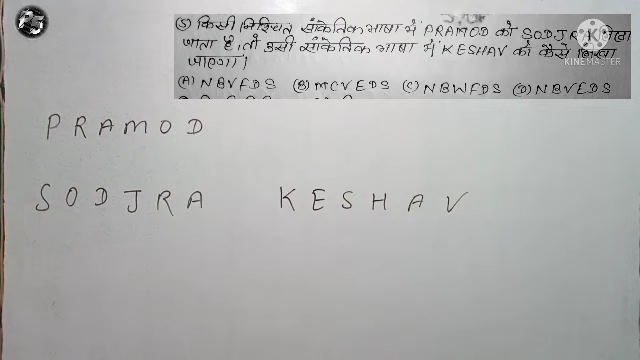 (5) किसी निश्चित सांकेतिक भाषा में PRAMOD को SODJRA
जाता है, तो उसी सांकेतिक भाषा में KESHAV को कैसे लिखा
जाएगा।
KINEMASTER
(A) NBVFDS (B) MCVEDS (C) NBWFDS (D) NBVEDS
PRAMOD
SODJRA KESHAV